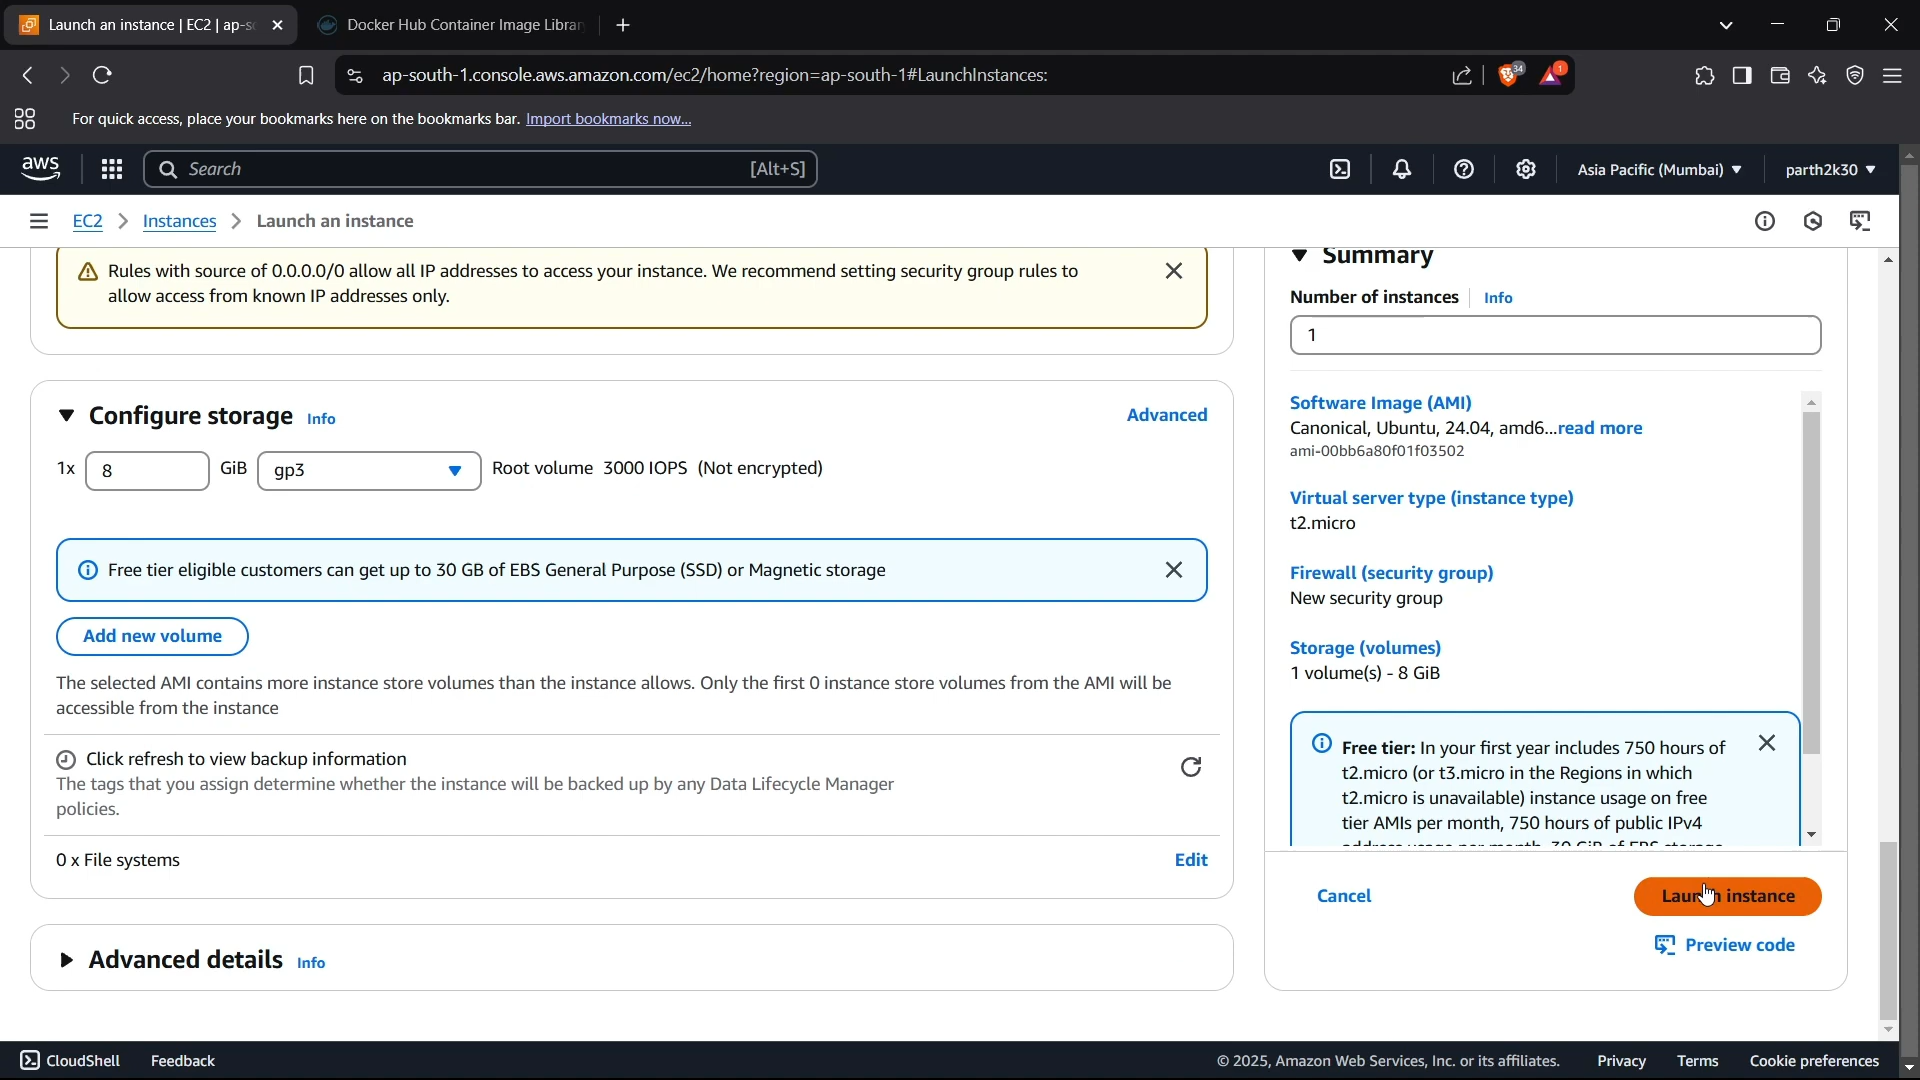 Launch an instance | EC2 | ap-s
Docker Hub Container Image Librar
ap-south-1.console.aws.amazon.com/ec2/home?region=ap-south-1#LaunchInstances:
34
1
For quick access, place your bookmarks here on the bookmarks bar. Import bookmarks now...
aws
Search
[Alt+S]
Asia Pacific (Mumbai)
parth2k30
EC2
Instances
Launch an instance
Rules with source of 0.0.0.0/0 allow all IP addresses to access your instance. We recommend setting security group rules to
allow access from known IP addresses only.
Configure storage Info
Advanced
1x 8 GiB gp3 Root volume 3000 IOPS (Not encrypted)
Free tier eligible customers can get up to 30 GB of EBS General Purpose (SSD) or Magnetic storage
Add new volume
The selected AMI contains more instance store volumes than the instance allows. Only the first 0 instance store volumes from the AMI will be
accessible from the instance
Click refresh to view backup information
The tags that you assign determine whether the instance will be backed up by any Data Lifecycle Manager
policies.
0 x File systems
Edit
Advanced details Info
Summary
Number of instances Info
1
Software Image (AMI)
Canonical, Ubuntu, 24.04, amd6...read more
ami-00bb6a80f01f03502
Virtual server type (instance type)
t2.micro
Firewall (security group)
New security group
Storage (volumes)
1 volume(s) - 8 GiB
Free tier: In your first year includes 750 hours of
t2.micro (or t3.micro in the Regions in which
t2.micro is unavailable) instance usage on free
tier AMIs per month, 750 hours of public IPv4
address usage per month, 30 GiB of EBS storage
Cancel
Launch instance
Preview code
CloudShell
Feedback
© 2025, Amazon Web Services, Inc. or its affiliates.
Privacy
Terms
Cookie preferences